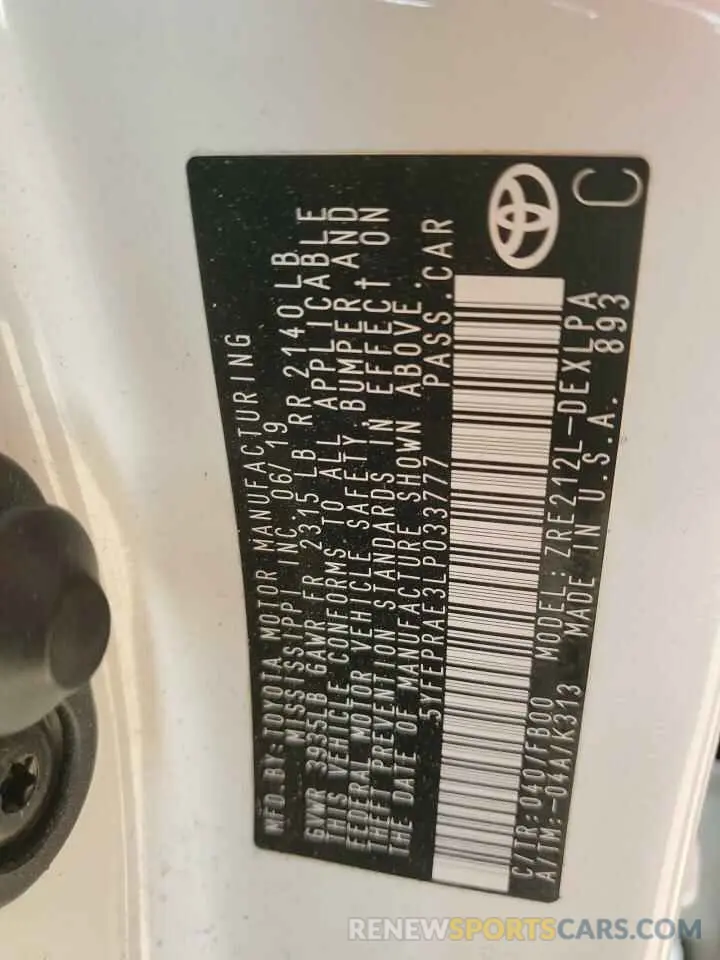 MFD.BY:TOYOTA MOTOR MANUFACTURING
MISSISSIPPI INC. 06/19
GVWR 3935LB GAWR FR 2315 LB RR 2140 LB
THIS VEHICLE CONFORMS TO ALL APPLICABLE
FEDERAL MOTOR VEHICLE SAFETY, BUMPER, AND
THEFT PREVENTION STANDARDS IN EFFECT ON
THE DATE OF MANUFACTURE SHOWN ABOVE.
5YFEPRAE3LP033777 PASS.CAR
C/TR:040/FB00 MODEL:ZRE212L-DEXLPA
A/TM:-04A/K313 MADE IN U.S.A. 893
C
RENEWSPORTSCARS.COM